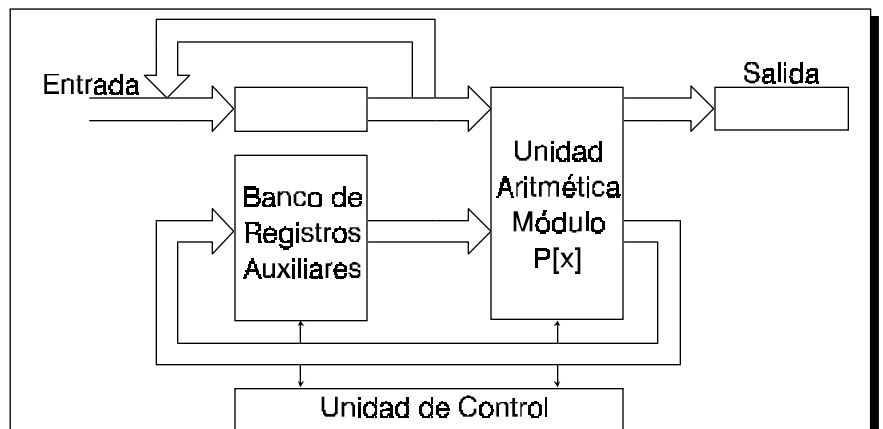 Entrada
Salida
Unidad
Aritmética
Módulo
P[x]
Banco de
Registros
Auxiliares
Unidad de Control